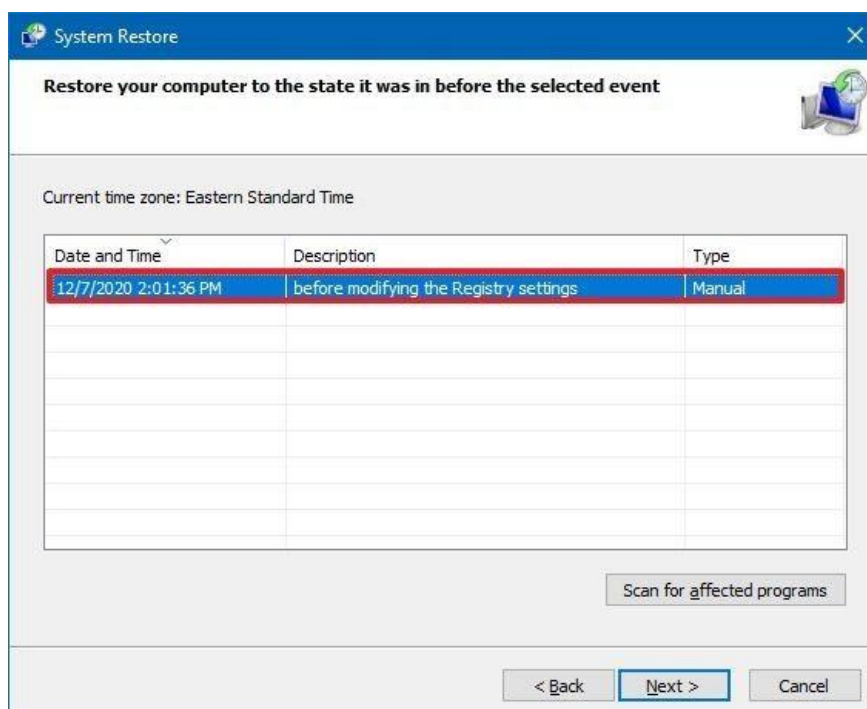 System Restore
Restore your computer to the state it was in before the selected event
Current time zone: Eastern Standard Time
Date and Time Description Type
12/7/2020 2:01:36 PM before modifying the Registry settings Manual
Scan for affected programs
< Back Next > Cancel